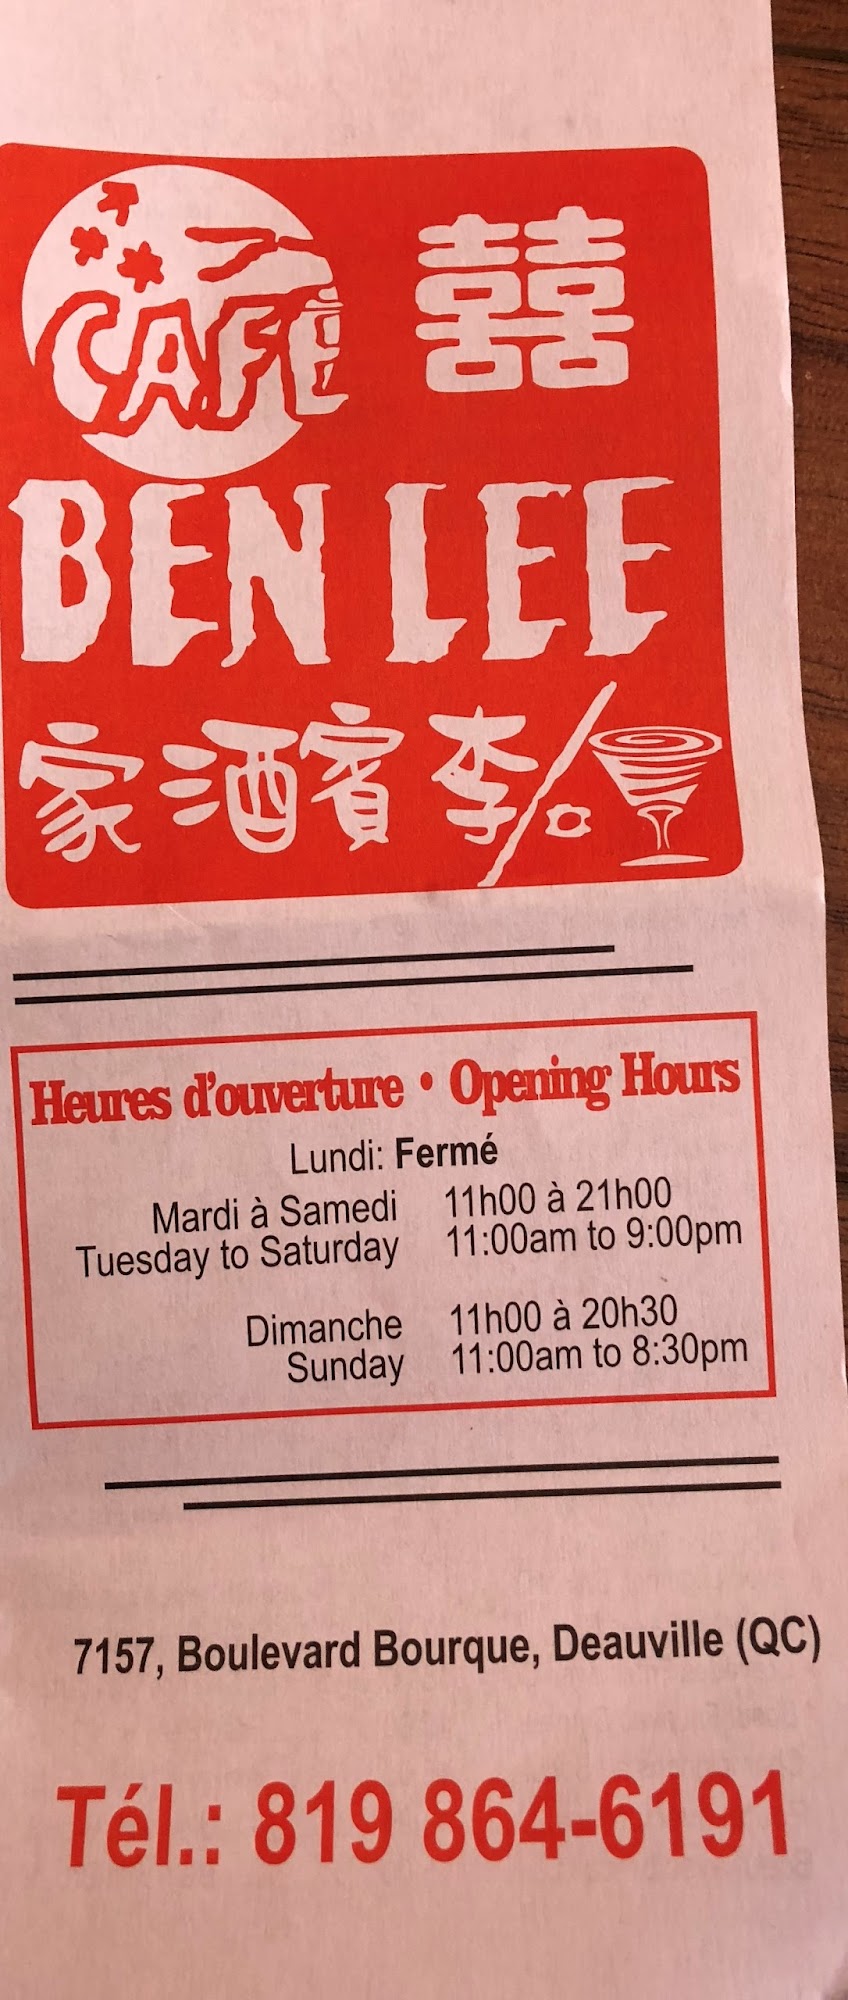 CAFÉ 囍
BEN LEE
家酒賓李
Heures d'ouverture • Opening Hours
Lundi: Fermé
Mardi à Samedi 11h00 à 21h00
Tuesday to Saturday 11:00am to 9:00pm
Dimanche 11h00 à 20h30
Sunday 11:00am to 8:30pm
7157, Boulevard Bourque, Deauville (QC)
Tél.: 819 864-6191